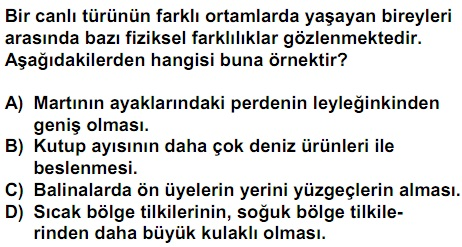 Bir canlı türünün farklı ortamlarda yaşayan bireyleri
arasında bazı fiziksel farklılıklar gözlenmektedir.
Aşağıdakilerden hangisi buna örnektir?
A) Martının ayaklarındaki perdenin leyleğinkinden
geniş olması.
B) Kutup ayısının daha çok deniz ürünleri ile
beslenmesi.
C) Balinalarda ön üyelerin yerini yüzgeçlerin alması.
D) Sıcak bölge tilkilerinin, soğuk bölge tilkile-
rinden daha büyük kulaklı olması.